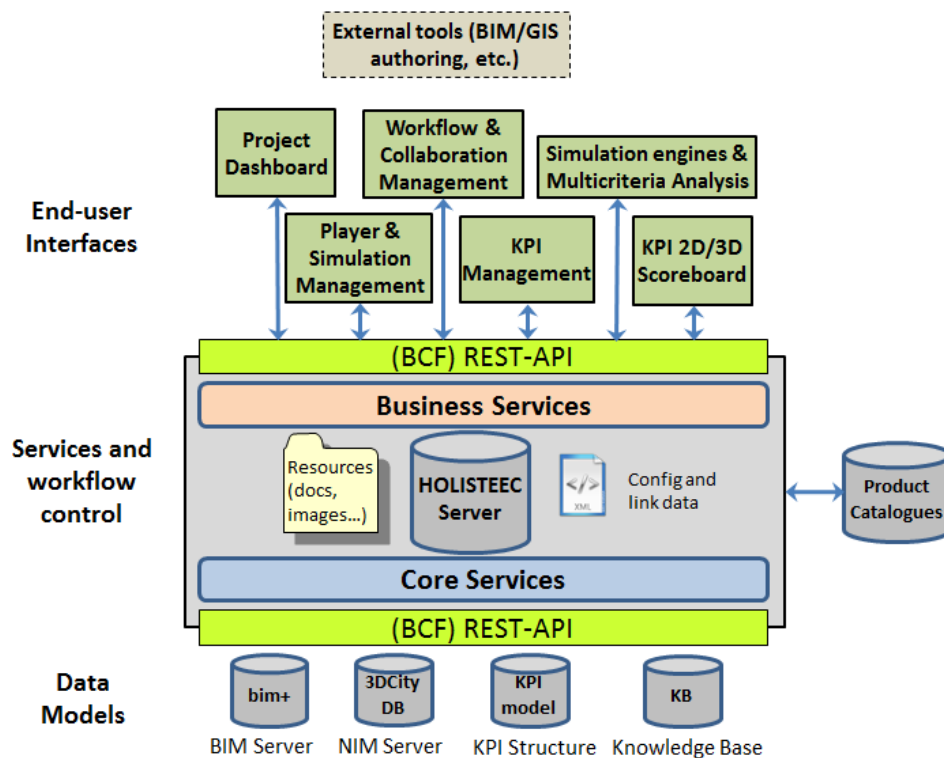 External tools (BIM/GIS
authoring, etc.)
Project
Dashboard
Workflow &
Collaboration
Management
Simulation engines &
Multicriteria Analysis
End-user
Interfaces
Player &
Simulation
Management
KPI
Management
KPI 2D/3D
Scoreboard
(BCF) REST-API
Business Services
Services and
workflow
control
Resources
(docs,
images...)
HOLISTEEC
Server
</>
XML
Config and
link data
Product
Catalogues
Core Services
(BCF) REST-API
Data
Models
bim+
3DCity
DB
KPI
model
KB
BIM Server
NIM Server
KPI Structure
Knowledge Base